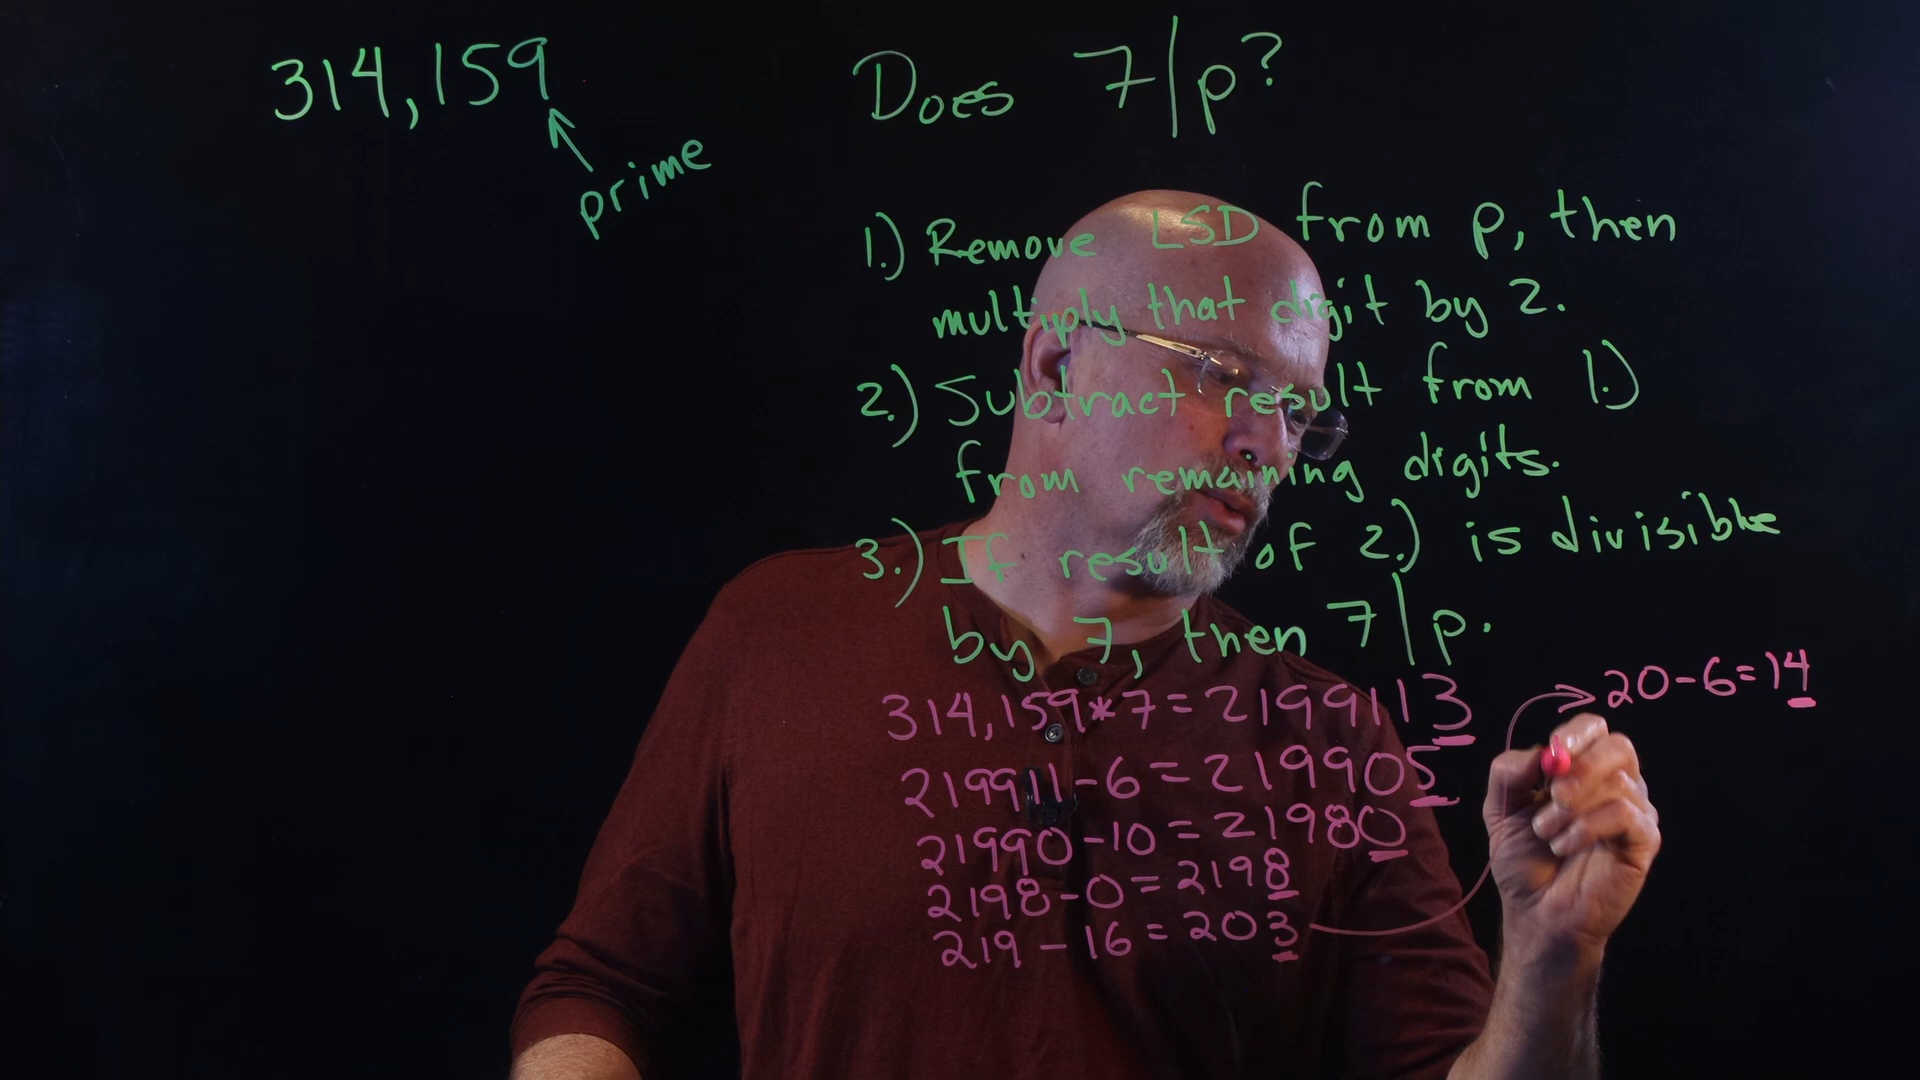 314,159
prime
Does 7|p?
1.) Remove LSD from p, then
multiply that digit by 2.
2.) Subtract result from 1.)
from remaining digits.
3.) If result of 2.) is divisible
by 7, then 7|p.
314,159*7=2199113
219911-6=219905
21990-10=21980
2198-0=2198
219-16=203
20-6=14